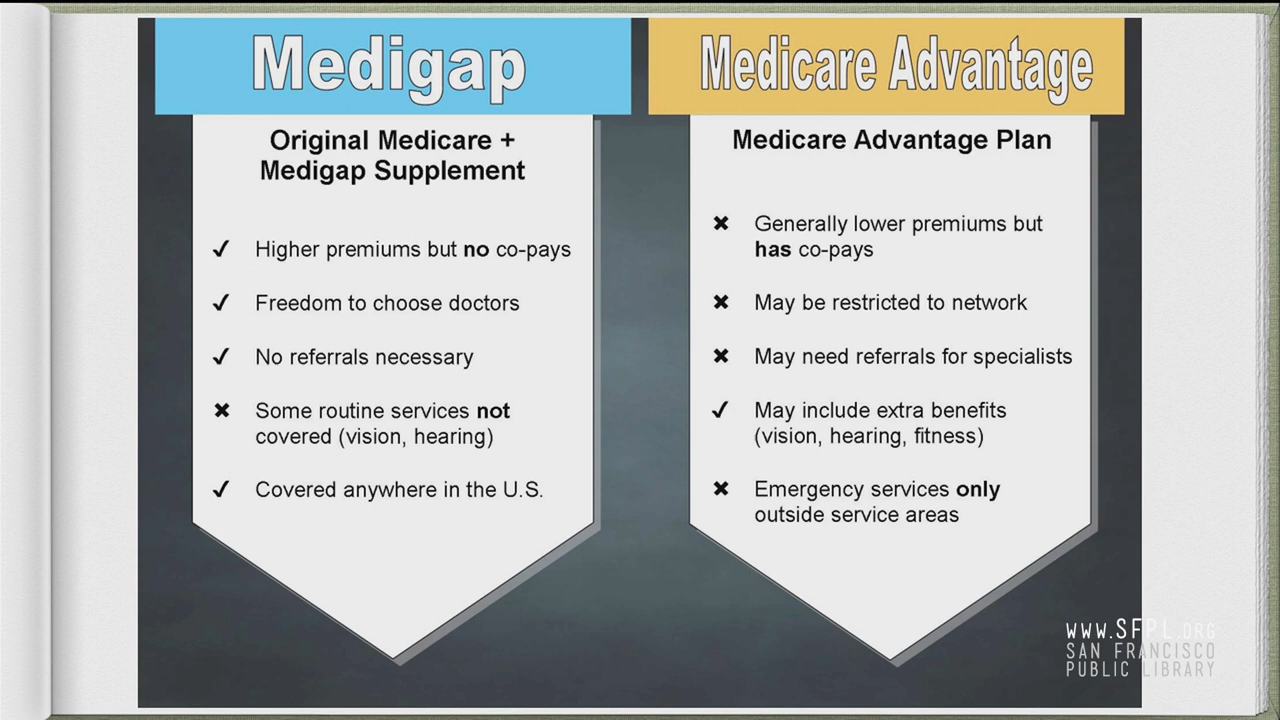 Medigap
Original Medicare +
Medigap Supplement
✓ Higher premiums but no co-pays
✓ Freedom to choose doctors
✓ No referrals necessary
✖ Some routine services not
covered (vision, hearing)
✓ Covered anywhere in the U.S.
Medicare Advantage
Medicare Advantage Plan
✖ Generally lower premiums but
has co-pays
✖ May be restricted to network
✖ May need referrals for specialists
✓ May include extra benefits
(vision, hearing, fitness)
✖ Emergency services only
outside service areas
WWW.SFPL.ORG
SAN FRANCISCO
PUBLIC LIBRARY